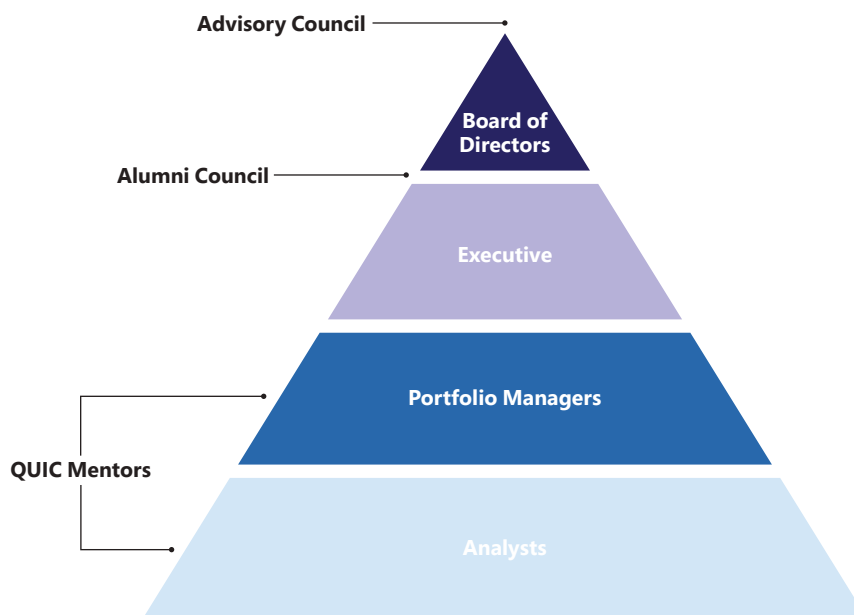 Advisory Council
Board of
Directors
Alumni Council
Executive
Portfolio Managers
QUIC Mentors
Analysts